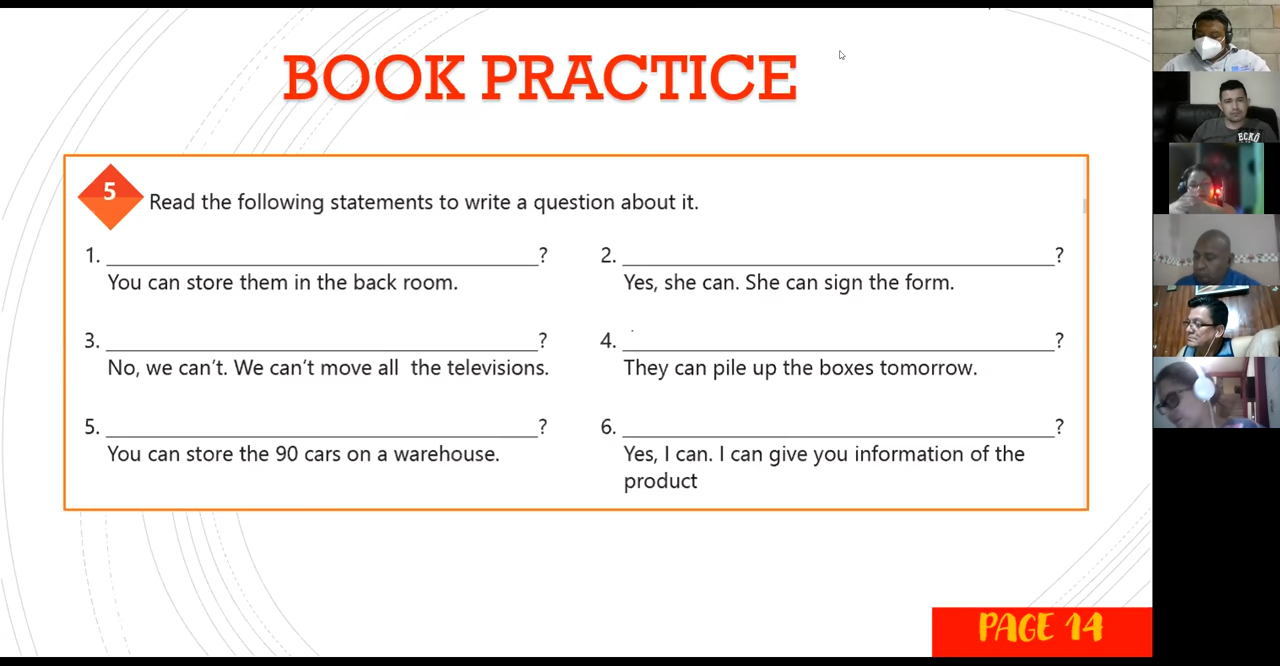 BOOK PRACTICE
5
Read the following statements to write a question about it.
1. ?
You can store them in the back room.
2. ?
Yes, she can. She can sign the form.
3. ?
No, we can't. We can't move all the televisions.
4. ?
They can pile up the boxes tomorrow.
5. ?
You can store the 90 cars on a warehouse.
6. ?
Yes, I can. I can give you information of the
product
PAGE 14
ECKŌ